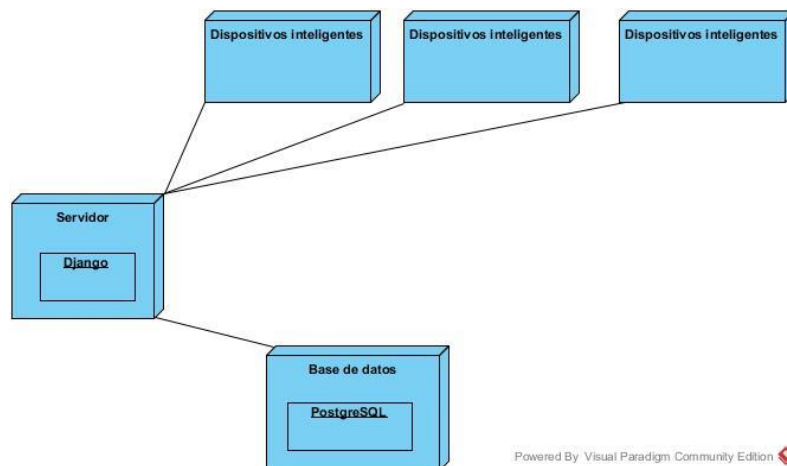 Dispositivos inteligentes
Dispositivos inteligentes
Dispositivos inteligentes
Servidor
Django
Base de datos
PostgreSQL
Powered By Visual Paradigm Community Edition